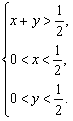 x + y > 1/2,
0 < x < 1/2,
0 < y < 1/2.